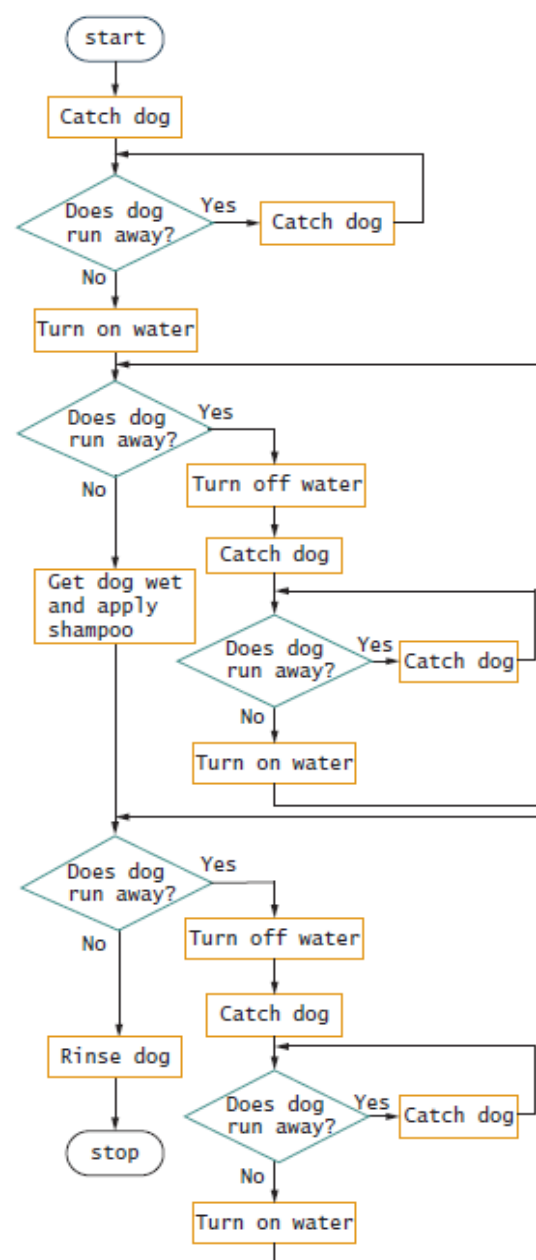 start
Catch dog
Does dog
run away?
Yes
Catch dog
No
Turn on water
Does dog
run away?
Yes
Turn off water
No
Catch dog
Get dog wet
and apply
shampoo
Does dog
run away?
Yes
Catch dog
No
Turn on water
Does dog
run away?
Yes
Turn off water
No
Catch dog
Rinse dog
Does dog
run away?
Yes
Catch dog
stop
No
Turn on water